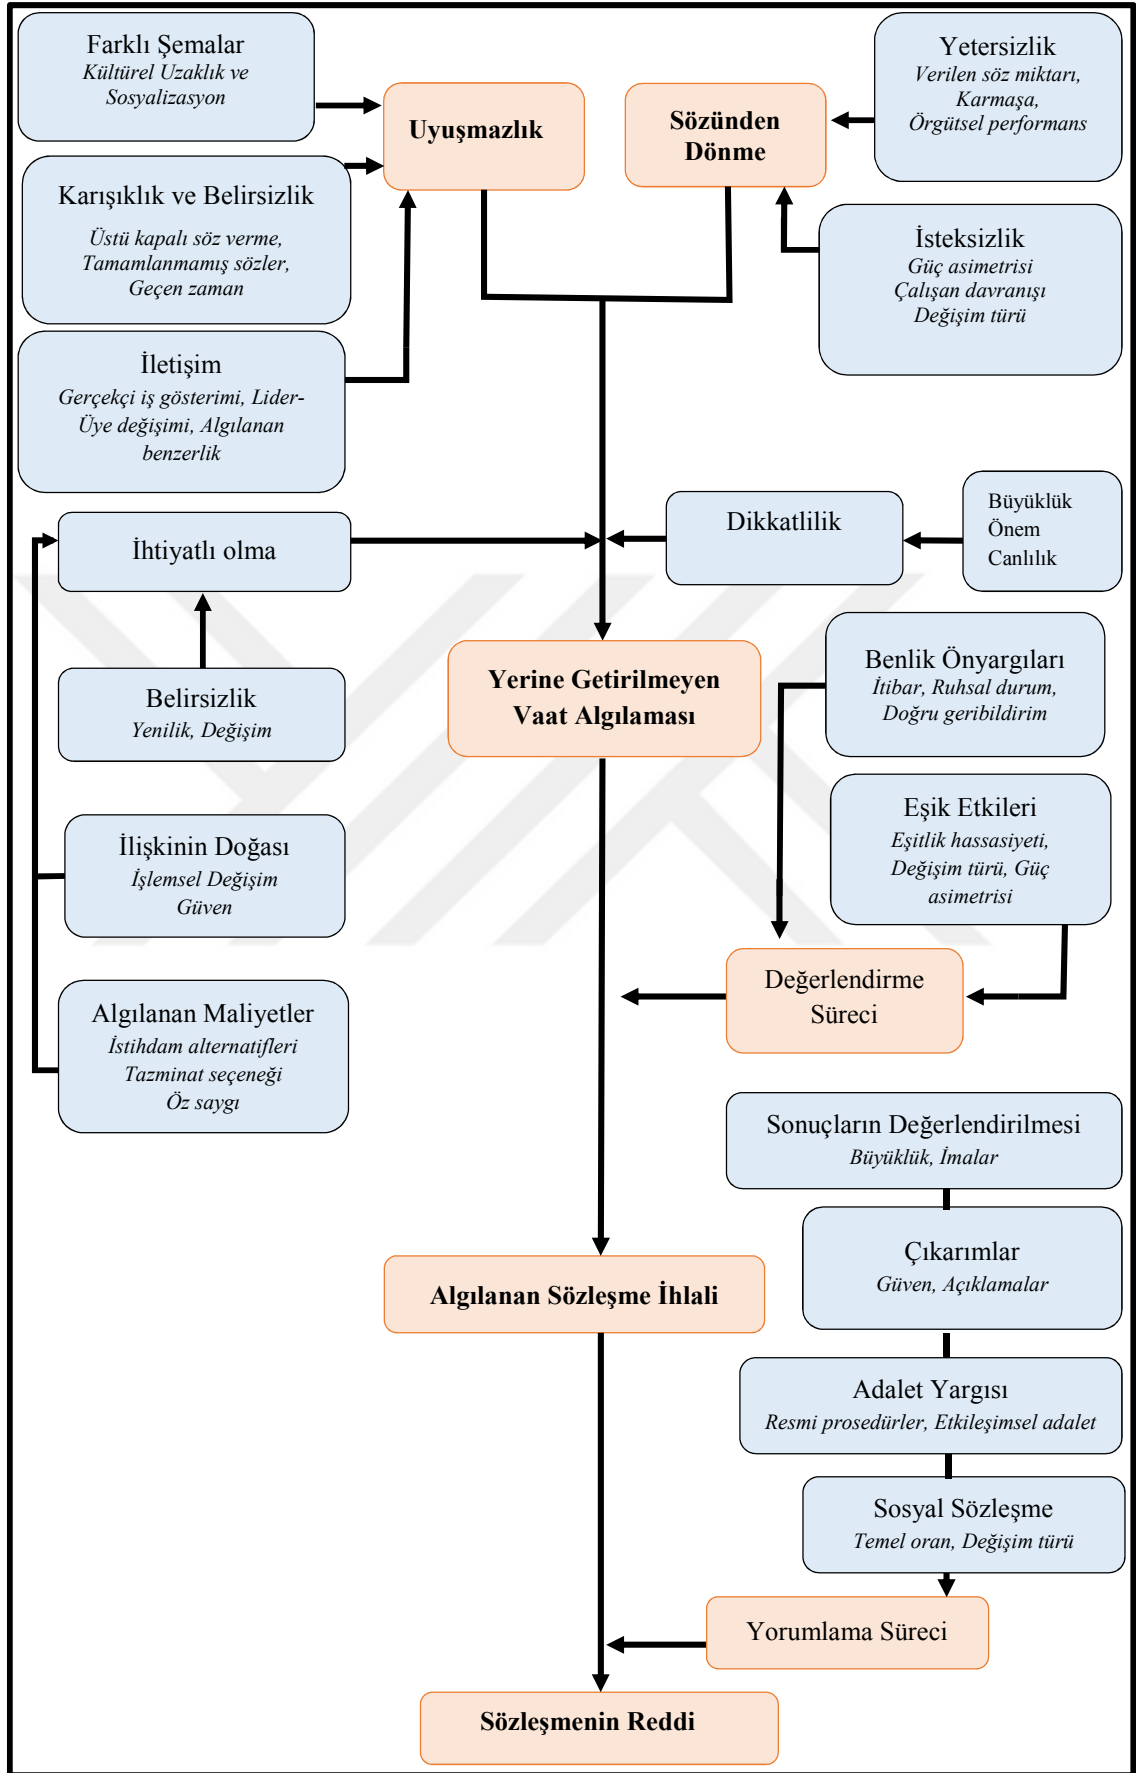 Farklı Şemalar
Kültürel Uzaklık ve
Sosyalizasyon
Uyuşmazlık
Sözünden
Dönme
Yetersizlik
Verilen söz miktarı,
Karmaşa,
Örgütsel performans
Karışıklık ve Belirsizlik
Üstü kapalı söz verme,
Tamamlanmamış sözler,
Geçen zaman
İsteksizlik
Güç asimetrisi
Çalışan davranışı
Değişim türü
İletişim
Gerçekçi iş gösterimi, Lider-
Üye değişimi, Algılanan
benzerlik
İhtiyatlı olma
Dikkatlilik
Büyüklük
Önem
Canlılık
Belirsizlik
Yenilik, Değişim
Yerine Getirilmeyen
Vaat Algılaması
Benlik Önyargıları
İtibar, Ruhsal durum,
Doğru geribildirim
İlişkinin Doğası
İşlemsel Değişim
Güven
Eşik Etkileri
Eşitlik hassasiyeti,
Değişim türü, Güç
asimetrisi
Algılanan Maliyetler
İstihdam alternatifleri
Tazminat seçeneği
Öz saygı
Değerlendirme
Süreci
Sonuçların Değerlendirilmesi
Büyüklük, İmalar
Çıkarımlar
Güven, Açıklamalar
Algılanan Sözleşme İhlali
Adalet Yargısı
Resmi prosedürler, Etkileşimsel adalet
Sosyal Sözleşme
Temel oran, Değişim türü
Yorumlama Süreci
Sözleşmenin Reddi